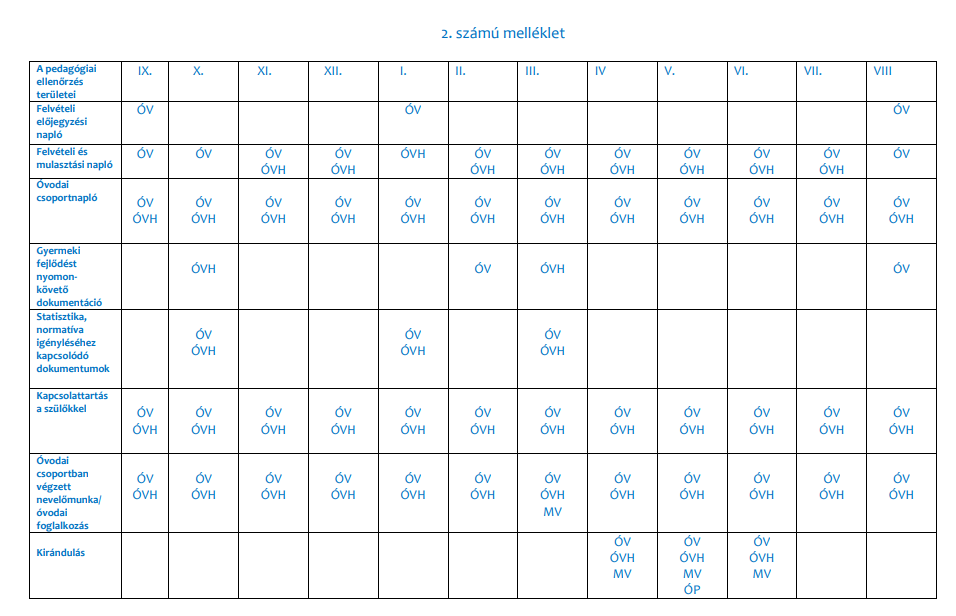 2. számú melléklet
A pedagógiai ellenőrzés területei IX. X. XI. XII. I. II. III. IV V. VI. VII. VIII
Felvételi előjegyzési napló ÓV ÓV ÓV
Felvételi és ÓV ÓV ÓV ÓV ÓVH ÓV ÓV ÓV ÓV ÓV ÓV ÓV
mulasztási napló ÓVH ÓVH ÓVH ÓVH ÓVH ÓVH ÓVH ÓVH
Óvodai
csoportnapló ÓV ÓV ÓV ÓV ÓV ÓV ÓV ÓV ÓV ÓV ÓV ÓV
ÓVH ÓVH ÓVH ÓVH ÓVH ÓVH ÓVH ÓVH ÓVH ÓVH ÓVH ÓVH
Gyermeki
fejlődést
nyomon- ÓVH ÓV ÓVH ÓV
követő
dokumentáció
Statisztika,
normatíva ÓV ÓV ÓV
igényléséhez ÓVH ÓVH ÓVH
kapcsolódó
dokumentumok
Kapcsolattartás
a szülőkkel ÓV ÓV ÓV ÓV ÓV ÓV ÓV ÓV ÓV ÓV ÓV ÓV
ÓVH ÓVH ÓVH ÓVH ÓVH ÓVH ÓVH ÓVH ÓVH ÓVH ÓVH ÓVH
Óvodai
csoportban
végzett ÓV ÓV ÓV ÓV ÓV ÓV ÓV ÓV ÓV ÓV ÓV ÓV
nevelőmunka/ ÓVH ÓVH ÓVH ÓVH ÓVH ÓVH ÓVH ÓVH ÓVH ÓVH ÓVH ÓVH
óvodai MV
foglalkozás
Kirándulás ÓV ÓV ÓV
ÓVH ÓVH ÓVH
MV MV MV
ÓP